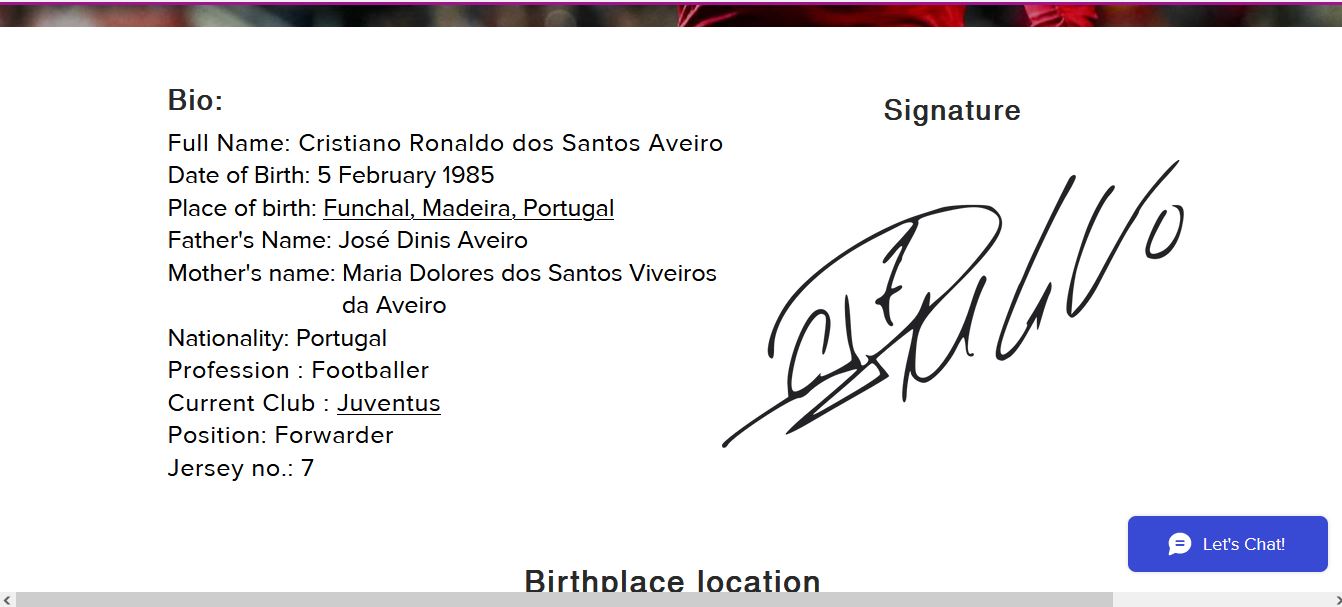 Bio:
Full Name: Cristiano Ronaldo dos Santos Aveiro
Date of Birth: 5 February 1985
Place of birth: Funchal, Madeira, Portugal
Father's Name: José Dinis Aveiro
Mother's name: Maria Dolores dos Santos Viveiros
da Aveiro
Nationality: Portugal
Profession : Footballer
Current Club : Juventus
Position: Forwarder
Jersey no.: 7
Signature
Let's Chat!
Birthplace location